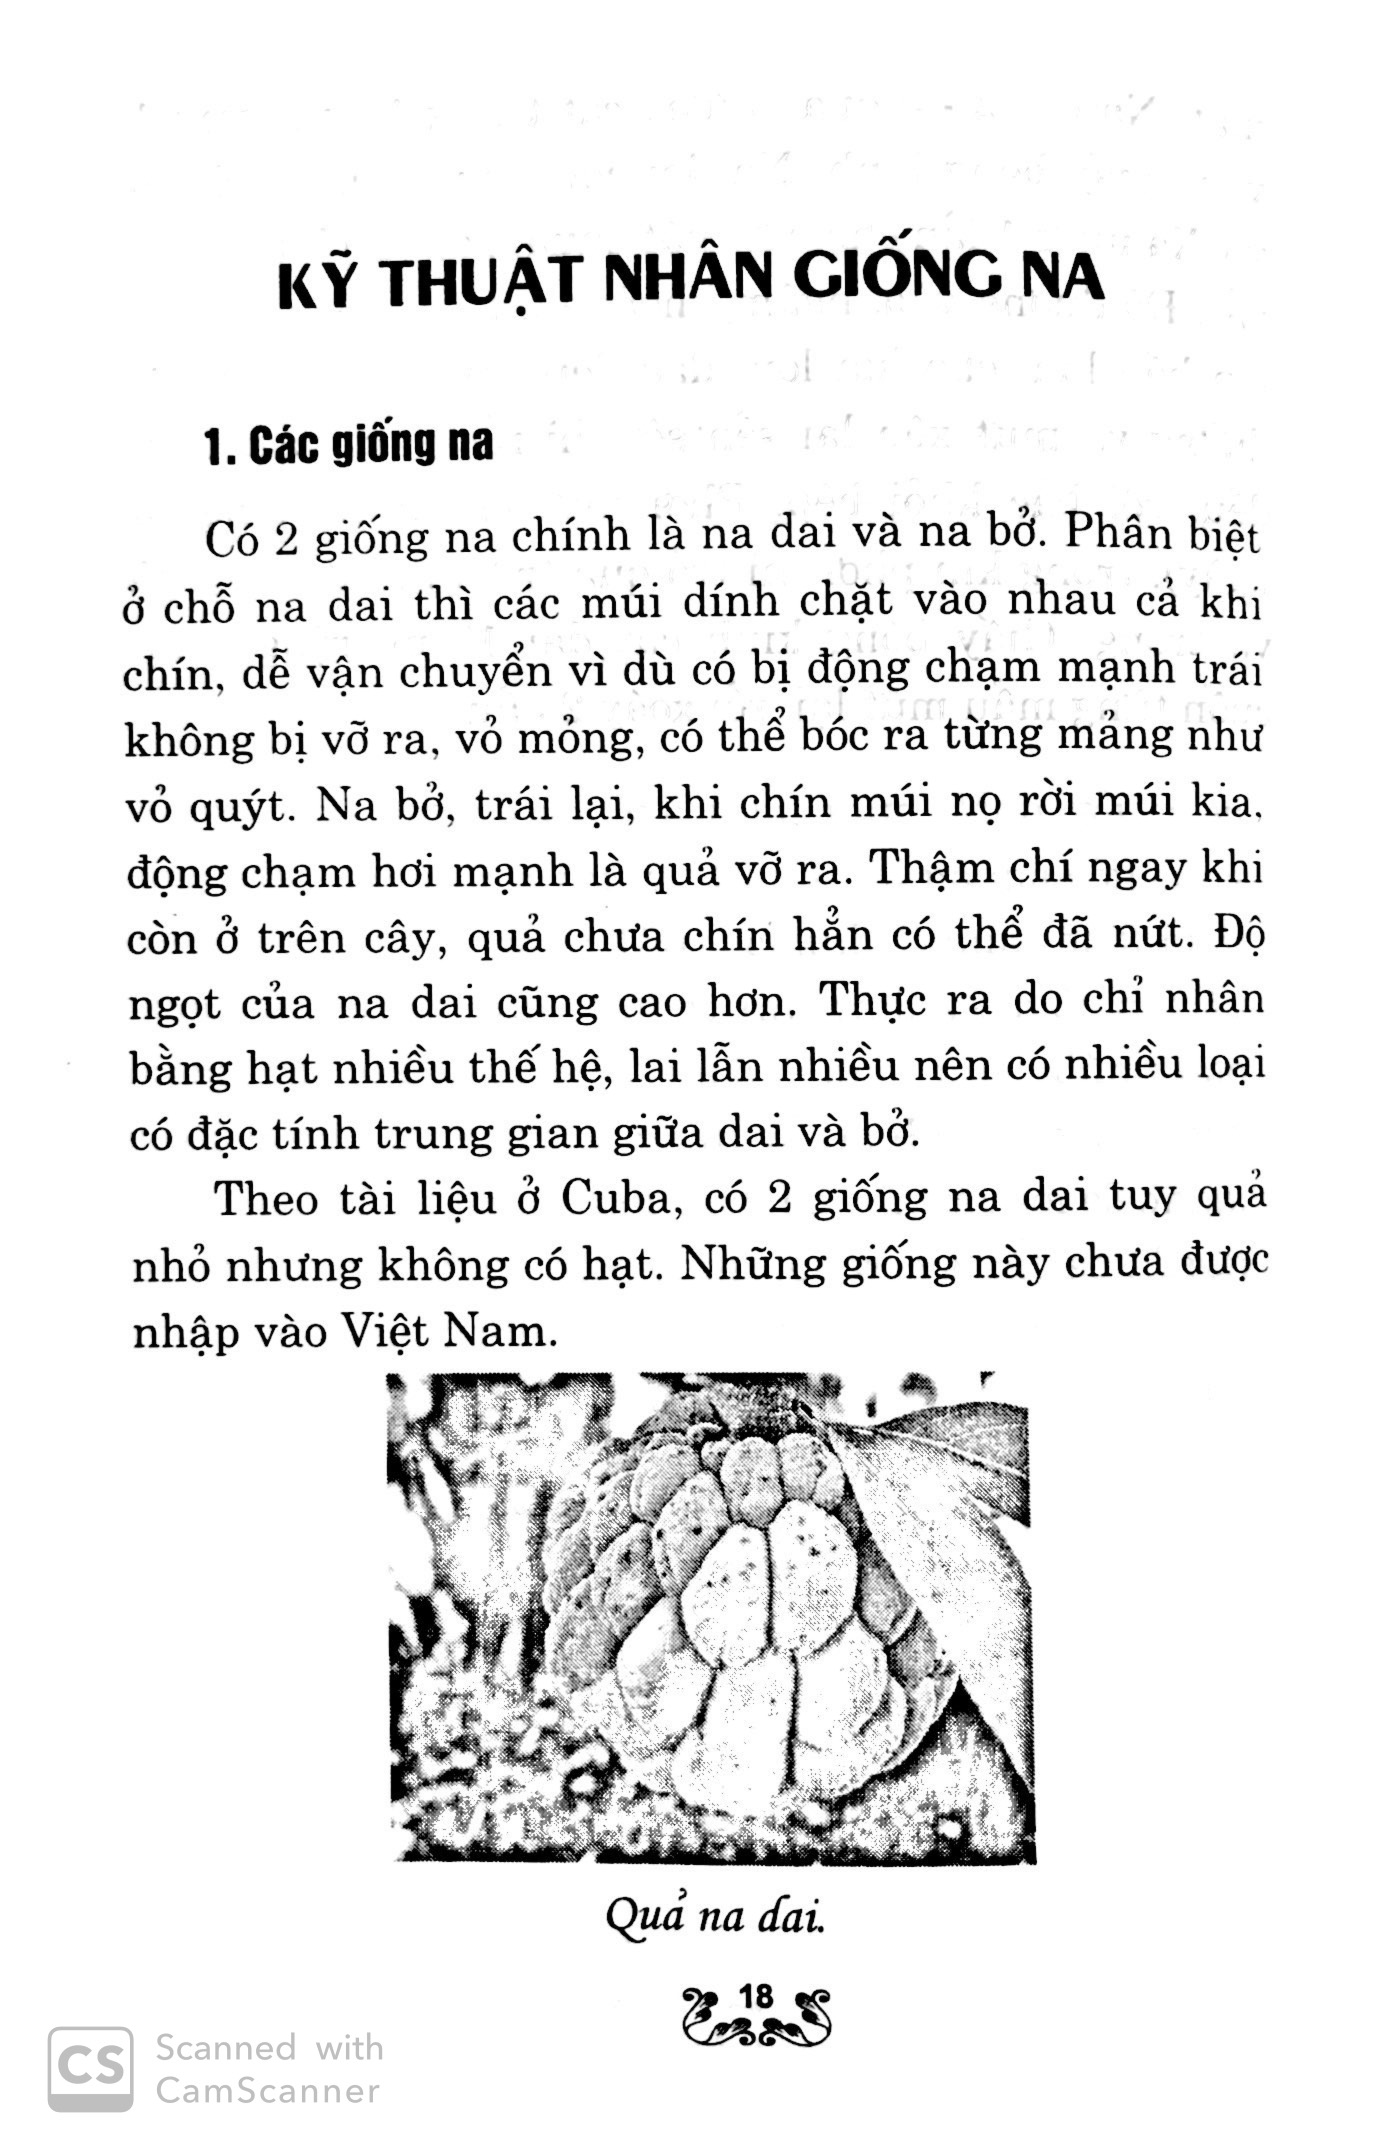 KỸ THUẬT NHÂN GIỐNG NA
1. Các giống na
Có 2 giống na chính là na dai và na bở. Phân biệt
ở chỗ na dai thì các múi dính chặt vào nhau cả khi
chín, dễ vận chuyển vì dù có bị động chạm mạnh trái
không bị vỡ ra, vỏ mỏng, có thể bóc ra từng mảng như
vỏ quýt. Na bở, trái lại, khi chín múi nọ rời múi kia,
động chạm hơi mạnh là quả vỡ ra. Thậm chí ngay khi
còn ở trên cây, quả chưa chín hẳn có thể đã nứt. Độ
ngọt của na dai cũng cao hơn. Thực ra do chỉ nhân
bằng hạt nhiều thế hệ, lai lẫn nhiều nên có nhiều loại
có đặc tính trung gian giữa dai và bở.
Theo tài liệu ở Cuba, có 2 giống na dai tuy quả
nhỏ nhưng không có hạt. Những giống này chưa được
nhập vào Việt Nam.
Quả na dai.
18
CS Scanned with
CamScanner